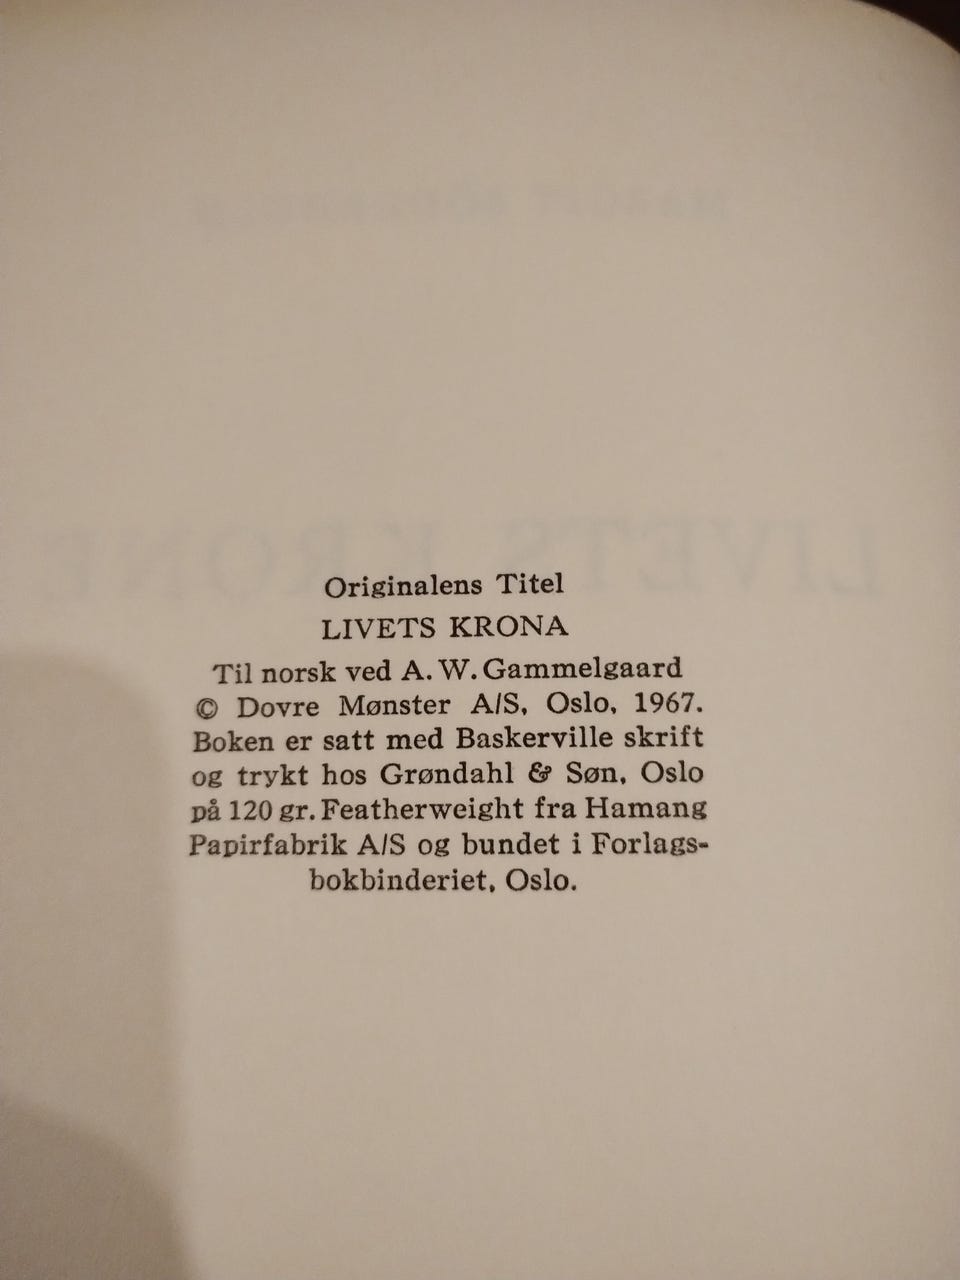 Originalens Titel
LIVETS KRONA
Til norsk ved A. W. Gammelgaard
© Dovre Mønster A/S, Oslo, 1967.
Boken er satt med Baskerville skrift
og trykt hos Grøndahl & Søn, Oslo
på 120 gr. Featherweight fra Hamang
Papirfabrik A/S og bundet i Forlags-
bokbinderiet, Oslo.